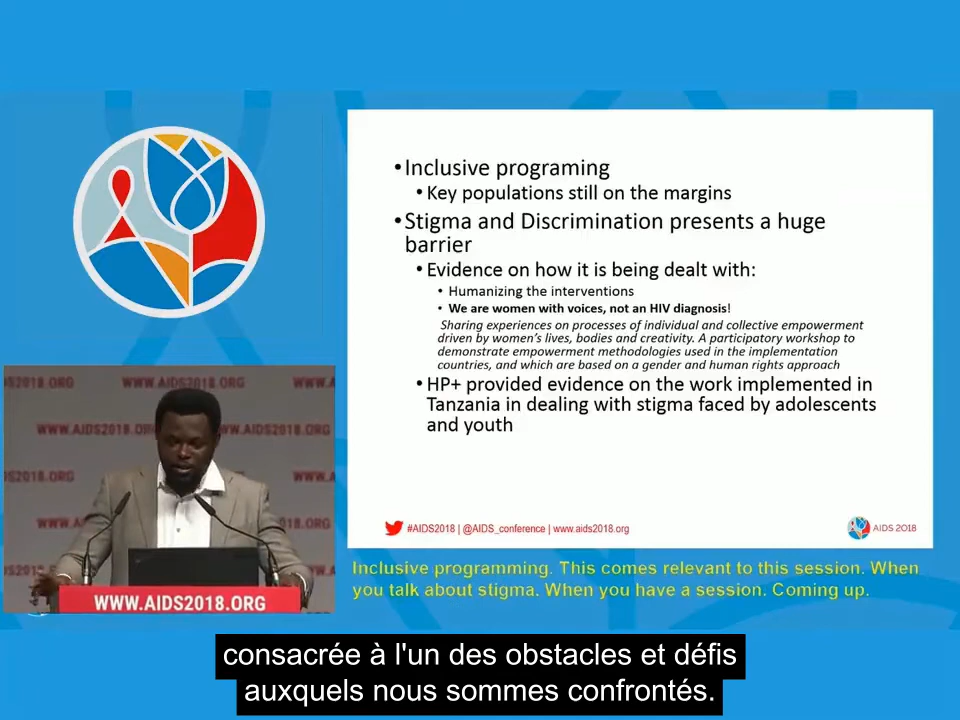 •Inclusive programing
•Key populations still on the margins
•Stigma and Discrimination presents a huge
barrier
•Evidence on how it is being dealt with:
• Humanizing the interventions
• We are women with voices, not an HIV diagnosis!
Sharing experiences on processes of individual and collective empowerment
driven by women's lives, bodies and creativity. A participatory workshop to
demonstrate empowerment methodologies used in the implementation
countries, and which are based on a gender and human rights approach
•HP+ provided evidence on the work implemented in
Tanzania in dealing with stigma faced by adolescents
and youth
#AIDS2018 | @AIDS_conference | www.aids2018.org
AIDS 2018
WWW.AIDS2018.ORG
WWW.AIDS2018.ORG
Inclusive programming. This comes relevant to this session. When
you talk about stigma. When you have a session. Coming up.
consacrée à l'un des obstacles et défis
auxquels nous sommes confrontés.